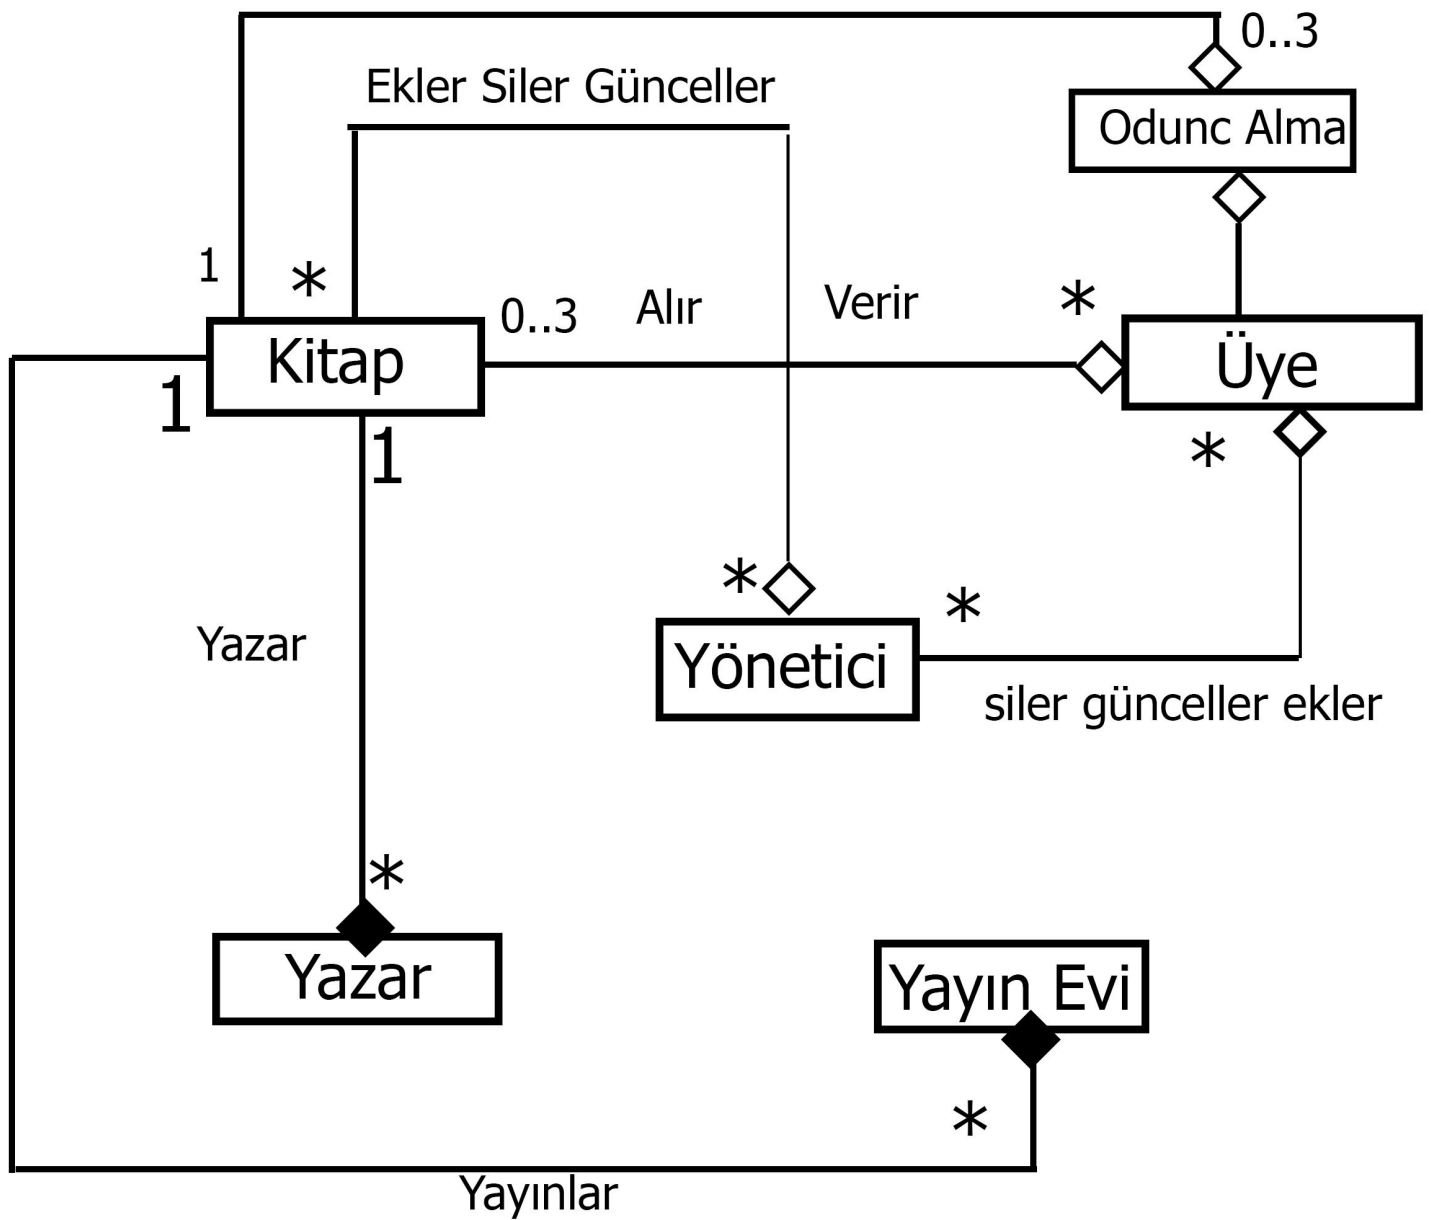 0..3
Ekler Siler Günceller
Odunc Alma
1
*
0..3
Alır
Verir
*
Kitap
Üye
1
1
*
*
*
Yazar
Yönetici
siler günceller ekler
*
Yazar
Yayın Evi
*
Yayınlar